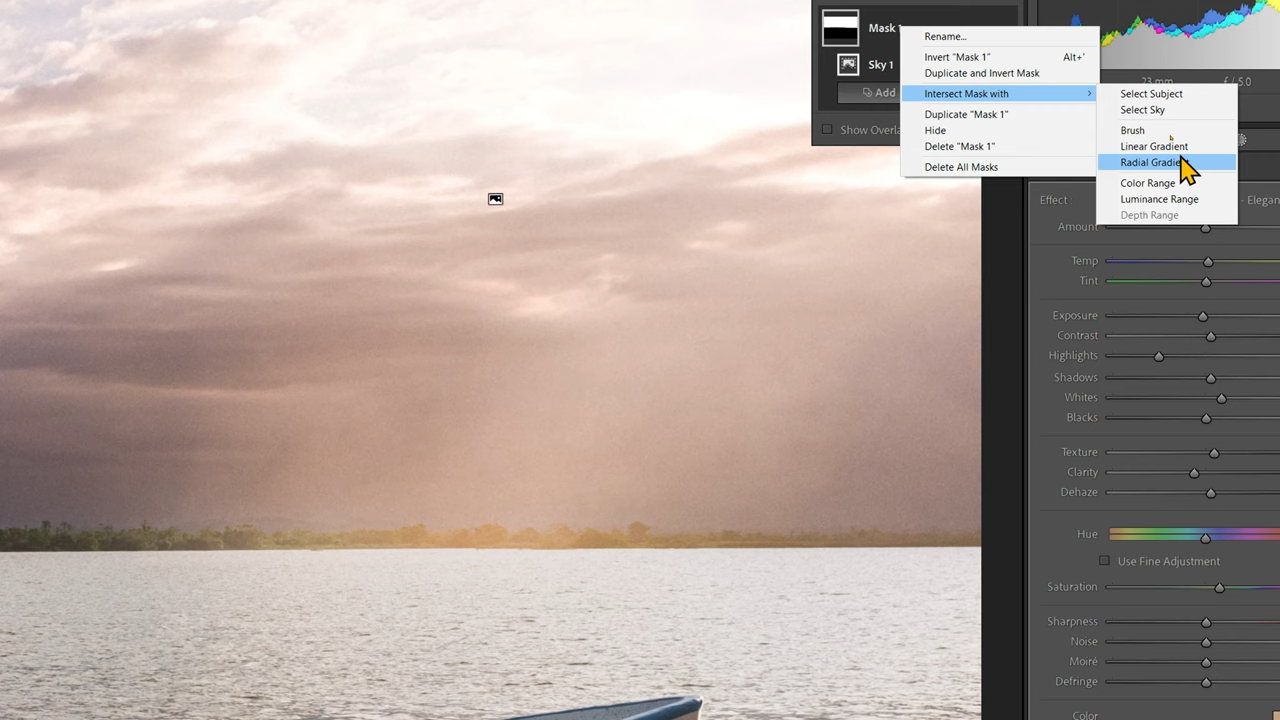 Mask 1
Sky 1
Add
Show Overla
Rename...
Invert "Mask 1" Alt+'
Duplicate and Invert Mask
Intersect Mask with
Duplicate "Mask 1"
Hide
Delete "Mask 1"
Delete All Masks
Select Subject
Select Sky
Brush
Linear Gradient
Radial Gradie
Color Range
Luminance Range
Depth Range
23 mm f / 5.0
Effect : - Elegan
Amount
Temp
Tint
Exposure
Contrast
Highlights
Shadows
Whites
Blacks
Texture
Clarity
Dehaze
Hue
Use Fine Adjustment
Saturation
Sharpness
Noise
Moiré
Defringe
Color